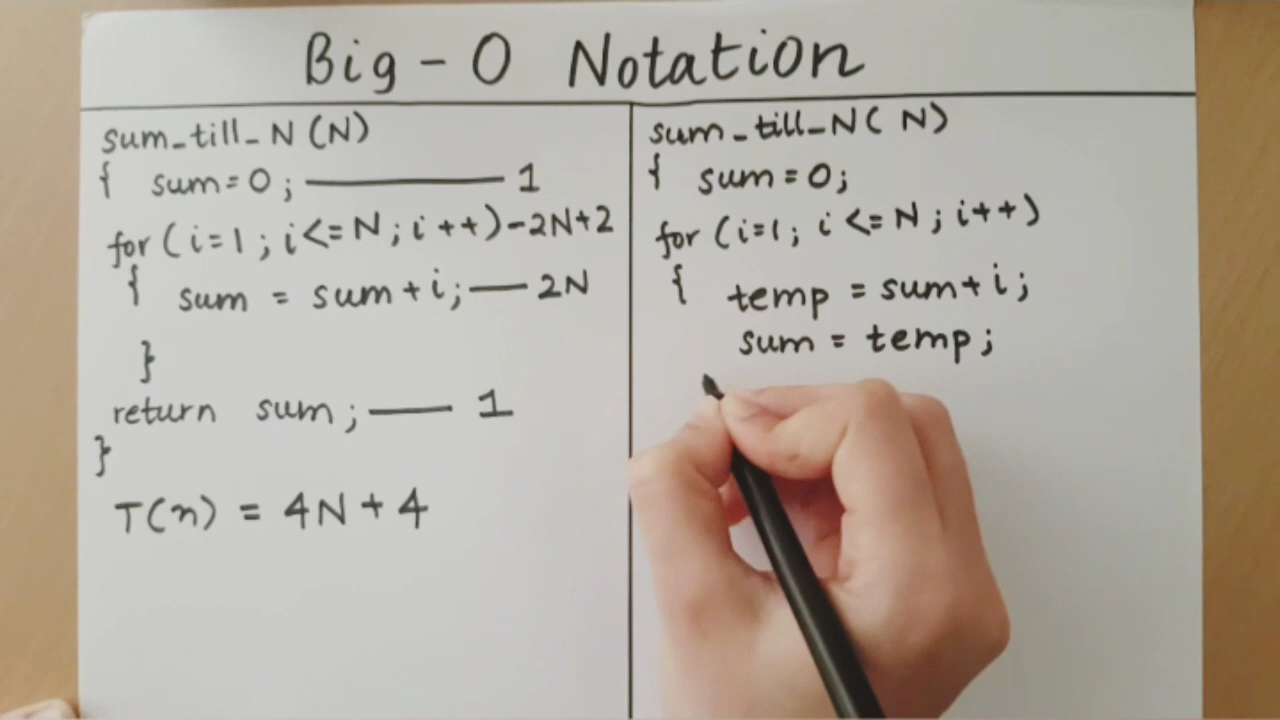 Big - O Notation
sum_till_N (N)
{ sum = 0 ; 1
for ( i = 1 ; i <= N ; i ++ ) - 2N + 2
{ sum = sum + i ; 2N
}
return sum ; 1
}
T(n) = 4N + 4
sum_till_N ( N )
{ sum = 0 ;
for ( i = 1 ; i <= N ; i ++ )
{ temp = sum + i ;
sum = temp ;